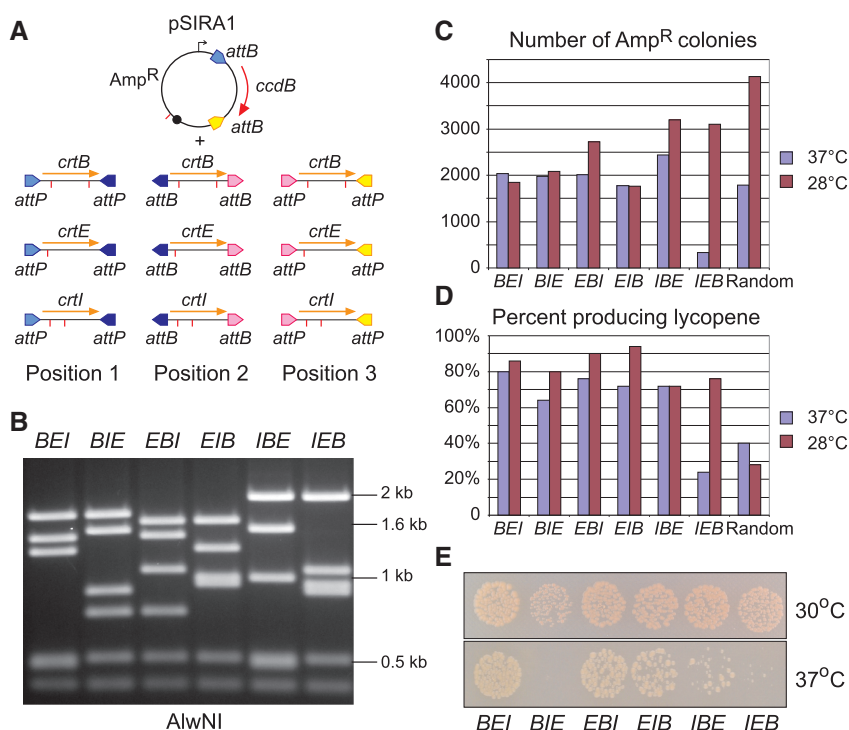 A
pSIRA1
attB
Amp^R
ccdB
attB
+
crtB crtB crtB
attP attP attB attB attP attP
crtE crtE crtE
attP attP attB attB attP attP
crtI crtI crtI
attP attP attB attB attP attP
Position 1 Position 2 Position 3
B
BEI BIE EBI EIB IBE IEB
2 kb
1.6 kb
1 kb
0.5 kb
AlwNI
C
Number of Amp^R colonies
4000
3000
2000
1000
0
BEI BIE EBI EIB IBE IEB Random
37°C
28°C
D
Percent producing lycopene
100%
80%
60%
40%
20%
0
BEI BIE EBI EIB IBE IEB Random
37°C
28°C
E
30°C
37°C
BEI BIE EBI EIB IBE IEB